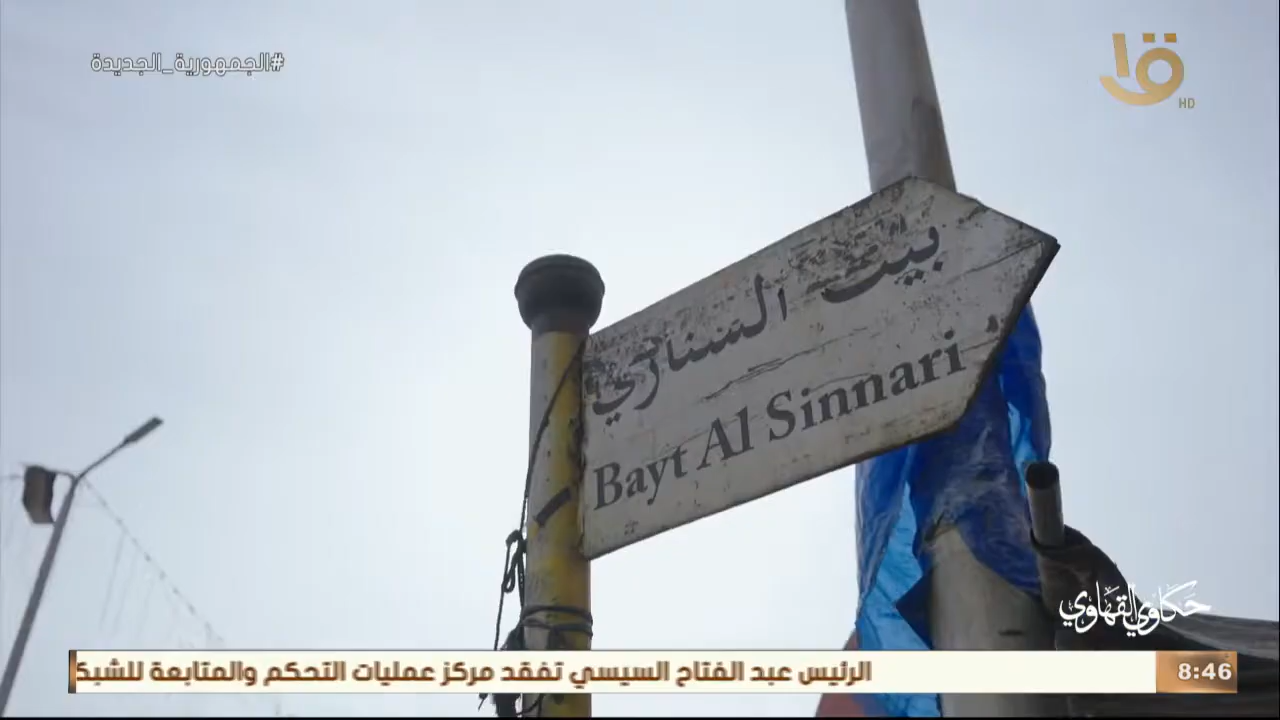 #الجمهورية_الجديدة
HD
بيت السناري
Bayt Al Sinnari
حكاوي القهاوي
الرئيس عبد الفتاح السيسي تفقد مركز عمليات التحكم والمتابعة للشبك
8:46